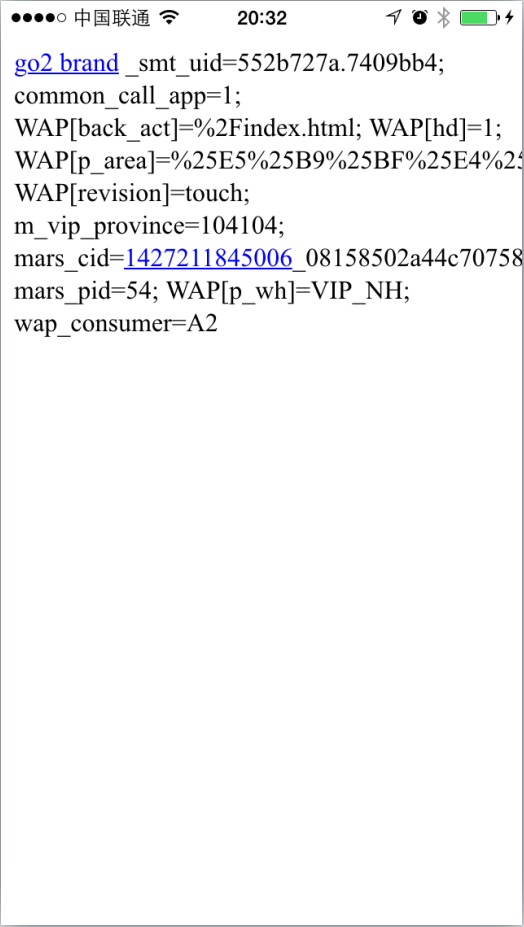 中国联通 20:32
go2 brand _smt_uid=552b727a.7409bb4;
common_call_app=1;
WAP[back_act]=%2Findex.html; WAP[hd]=1;
WAP[p_area]=%25E5%25B9%25BF%25E4%25
WAP[revision]=touch;
m_vip_province=104104;
mars_cid=1427211845006_08158502a44c70758
mars_pid=54; WAP[p_wh]=VIP_NH;
wap_consumer=A2